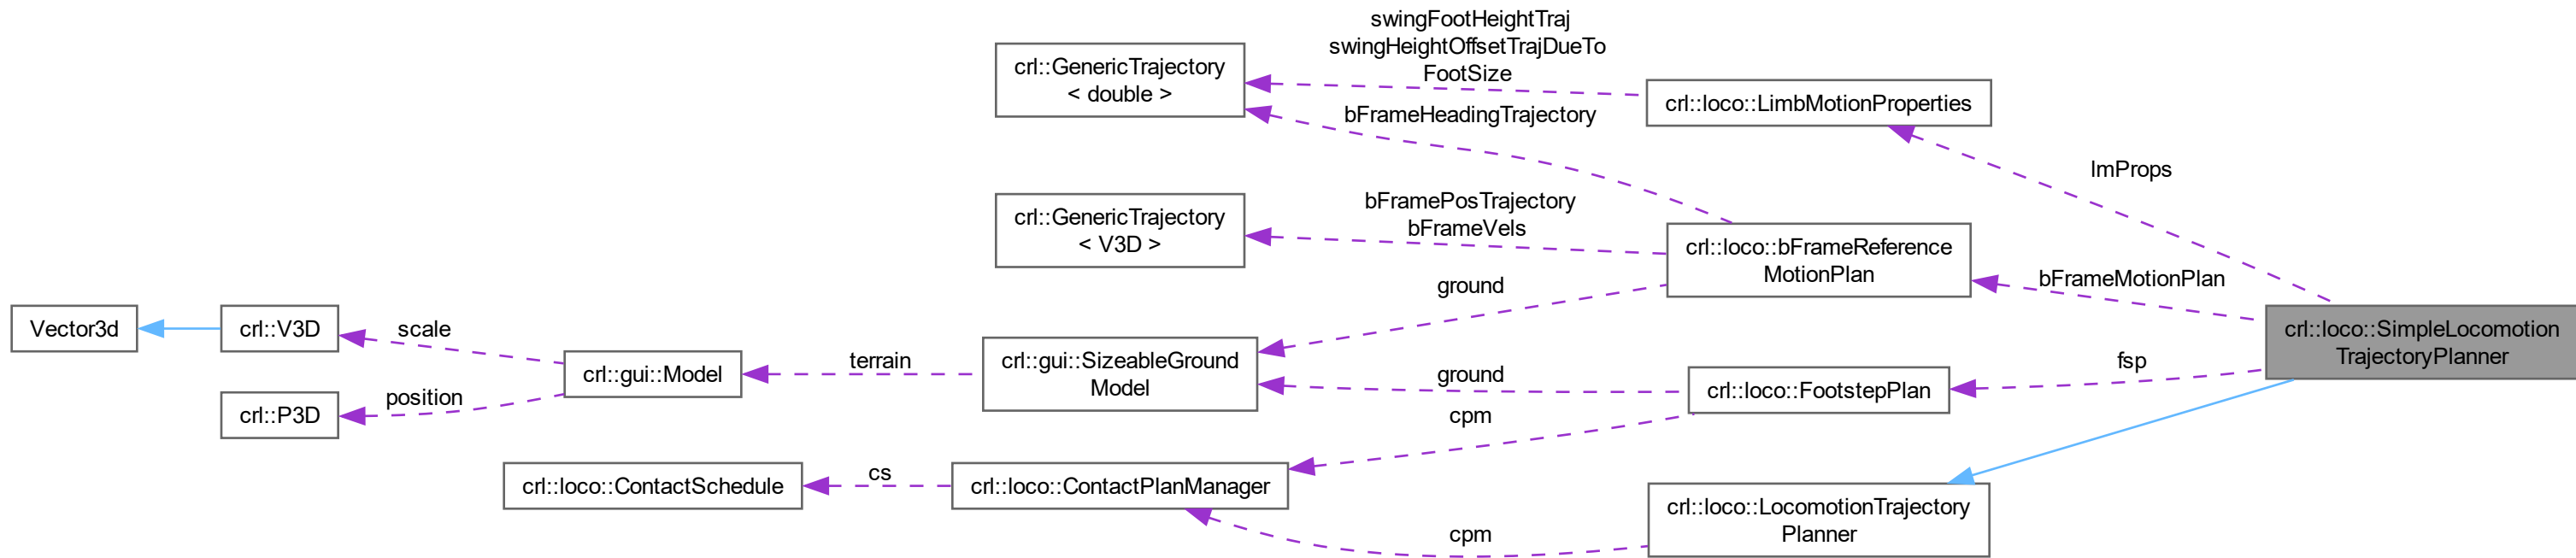 swingFootHeightTraj
swingHeightOffsetTrajDueTo
FootSize
crl::GenericTrajectory
< double >
crl::loco::LimbMotionProperties
bFrameHeadingTrajectory
lmProps
bFramePosTrajectory
bFrameVels
crl::GenericTrajectory
< V3D >
crl::loco::bFrameReference
MotionPlan
bFrameMotionPlan
ground
Vector3d
crl::V3D
scale
crl::gui::Model
terrain
crl::gui::SizeableGround
Model
ground
crl::loco::FootstepPlan
fsp
crl::loco::SimpleLocomotion
TrajectoryPlanner
crl::P3D
position
cpm
crl::loco::ContactSchedule
cs
crl::loco::ContactPlanManager
cpm
crl::loco::LocomotionTrajectory
Planner